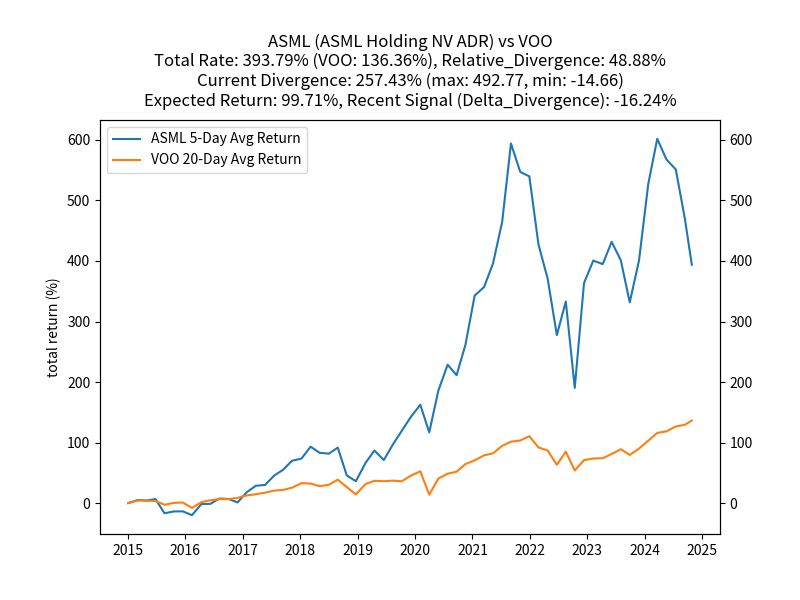 ASML (ASML Holding NV ADR) vs VOO
Total Rate: 393.79% (VOO: 136.36%), Relative_Divergence: 48.88%
Current Divergence: 257.43% (max: 492.77, min: -14.66)
Expected Return: 99.71%, Recent Signal (Delta_Divergence): -16.24%
ASML 5-Day Avg Return
VOO 20-Day Avg Return
total return (%)
600 600
500 500
400 400
300 300
200 200
100 100
0 0
2015 2016 2017 2018 2019 2020 2021 2022 2023 2024 2025